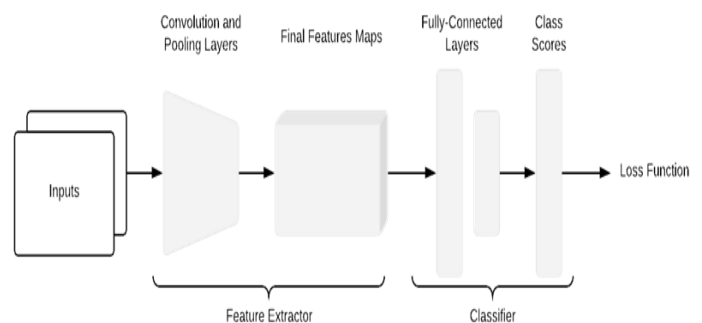 Convolution and
Pooling Layers
Final Features Maps
Fully-Connected
Layers
Class
Scores
Inputs
Loss Function
Feature Extractor
Classifier